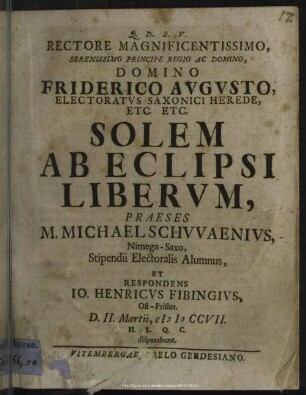 Q. D. B. V.
RECTORE MAGNIFICENTISSIMO,
SERENISSIMO PRINCIPE REGIO AC DOMINO,
DOMINO
FRIDERICO AVGVSTO,
ELECTORATVS SAXONICI HEREDE,
ETC. ETC.
SOLEM
AB ECLIPSI
LIBERVM,
PRAESES
M. MICHAEL SCHVVAENIVS,
Nimega-Saxo,
Stipendii Electoralis Alumnus,
ET
RESPONDENS
IO. HENRICVS FIBINGIVS,
Ost-Frisius.
D. II. Martii, cIɔ Iɔ CCVII.
H. L. Q. C.
disputabunt.
VITEMBERGAE, GERDESIANO.